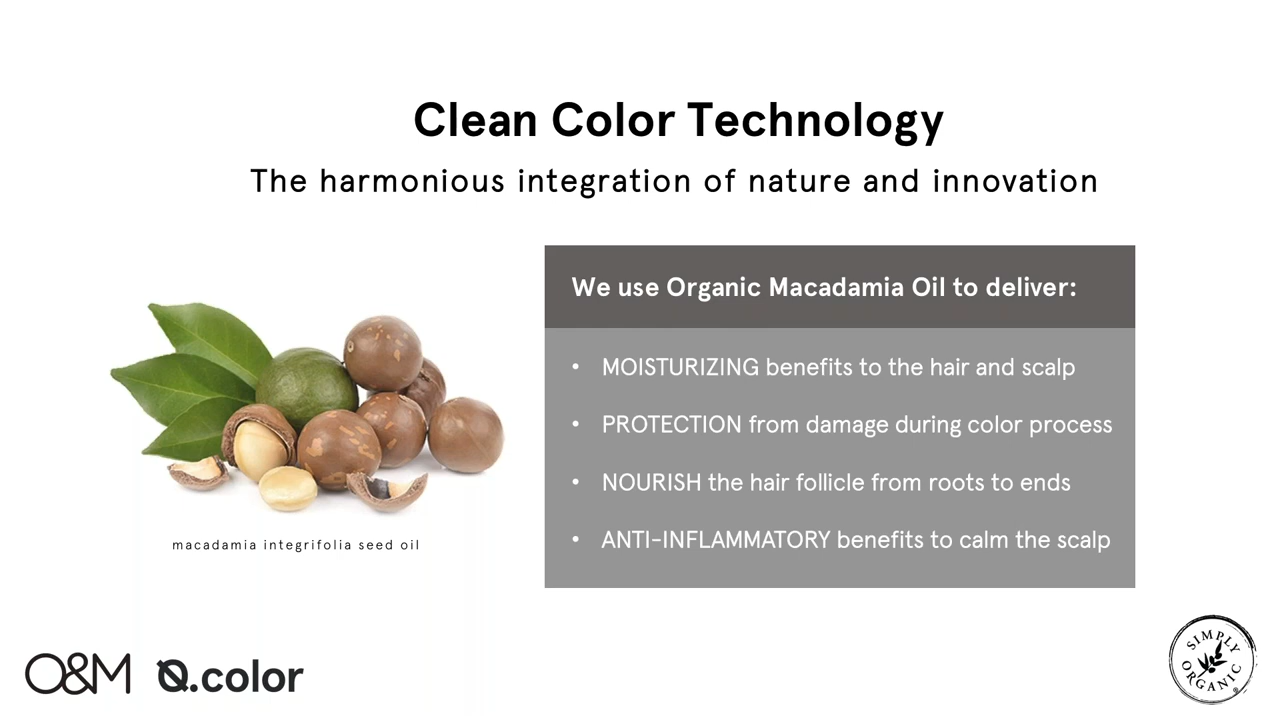 Clean Color Technology
The harmonious integration of nature and innovation
We use Organic Macadamia Oil to deliver:
• MOISTURIZING benefits to the hair and scalp
• PROTECTION from damage during color process
• NOURISH the hair follicle from roots to ends
• ANTI-INFLAMMATORY benefits to calm the scalp
macadamia integrifolia seed oil
O&M Ø.color
SIMPLY
ORGANIC®